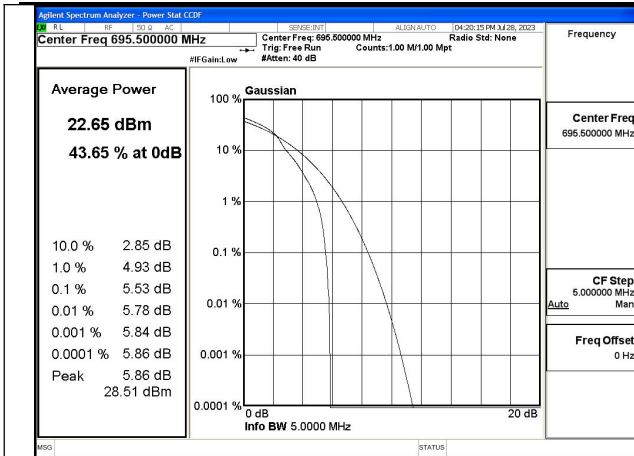 Agilent Spectrum Analyzer - Power Stat CCDF
RL RF 50 Ω AC SENSE:INT ALIGN AUTO 04:20:15 PM Jul 28, 2023
Center Freq 695.500000 MHz
Center Freq: 695.500000 MHz Radio Std: None
Trig: Free Run Counts:1.00 M/1.00 Mpt
#IFGain:Low #Atten: 40 dB
Average Power
22.65 dBm
43.65 % at 0dB
10.0 % 2.85 dB
1.0 % 4.93 dB
0.1 % 5.53 dB
0.01 % 5.78 dB
0.001 % 5.84 dB
0.0001 % 5.86 dB
Peak 5.86 dB
28.51 dBm
Gaussian
100 %
10 %
1 %
0.1 %
0.01 %
0.001 %
0.0001 %
0 dB 20 dB
Info BW 5.0000 MHz
Frequency
Center Freq
695.500000 MHz
CF Step
5.000000 MHz
Auto Man
Freq Offset
0 Hz
MSG STATUS